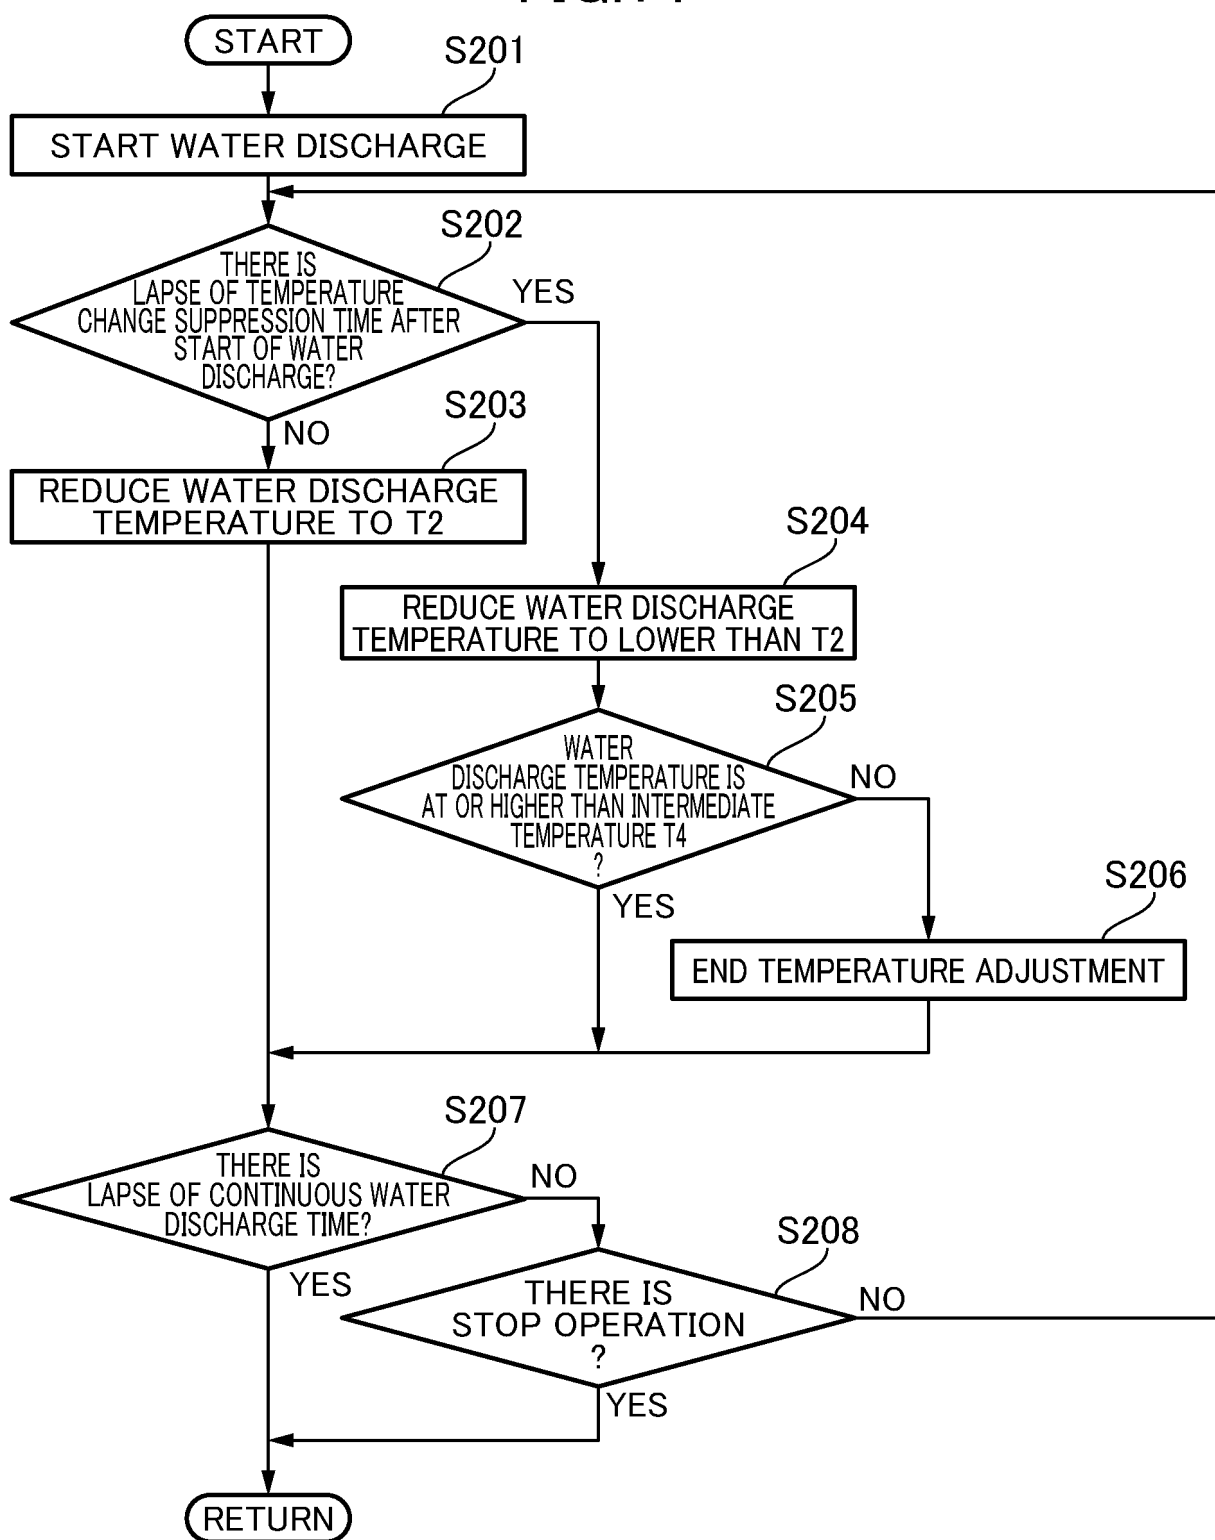 START
S201
START WATER DISCHARGE
S202
THERE IS
LAPSE OF TEMPERATURE
CHANGE SUPPRESSION TIME AFTER
START OF WATER
DISCHARGE?
YES
NO
S203
REDUCE WATER DISCHARGE
TEMPERATURE TO T2
S204
REDUCE WATER DISCHARGE
TEMPERATURE TO LOWER THAN T2
S205
WATER
DISCHARGE TEMPERATURE IS
AT OR HIGHER THAN INTERMEDIATE
TEMPERATURE T4
?
NO
YES
S206
END TEMPERATURE ADJUSTMENT
S207
THERE IS
LAPSE OF CONTINUOUS WATER
DISCHARGE TIME?
NO
YES
S208
THERE IS
STOP OPERATION
?
NO
YES
RETURN